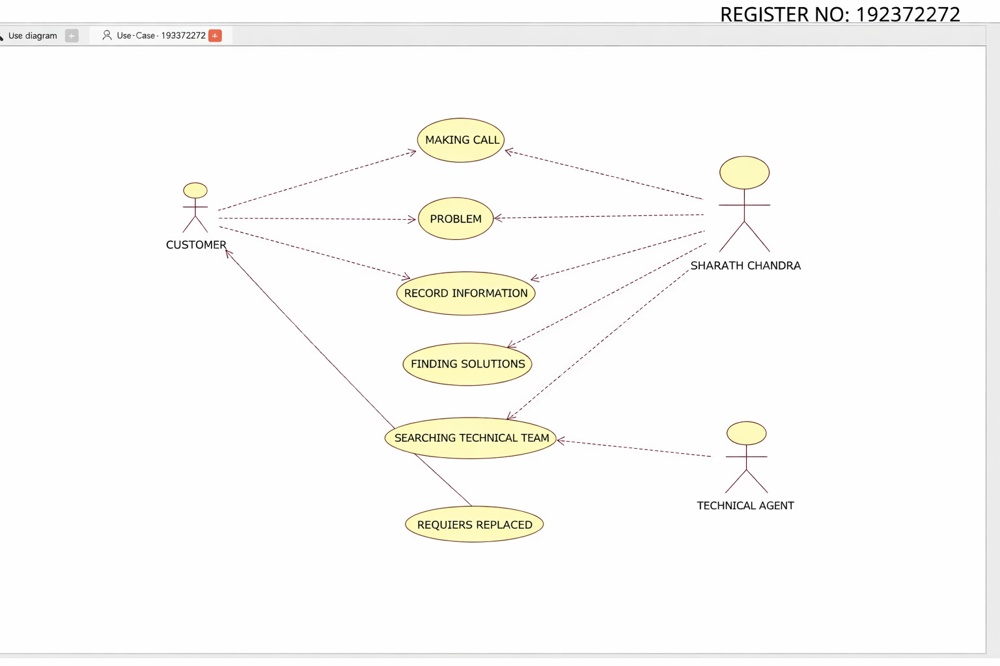 REGISTER NO: 192372272
Use diagram
Use-Case- 193372272
MAKING CALL
PROBLEM
CUSTOMER
SHARATH CHANDRA
RECORD INFORMATION
FINDING SOLUTIONS
SEARCHING TECHNICAL TEAM
TECHNICAL AGENT
REQUIERS REPLACED